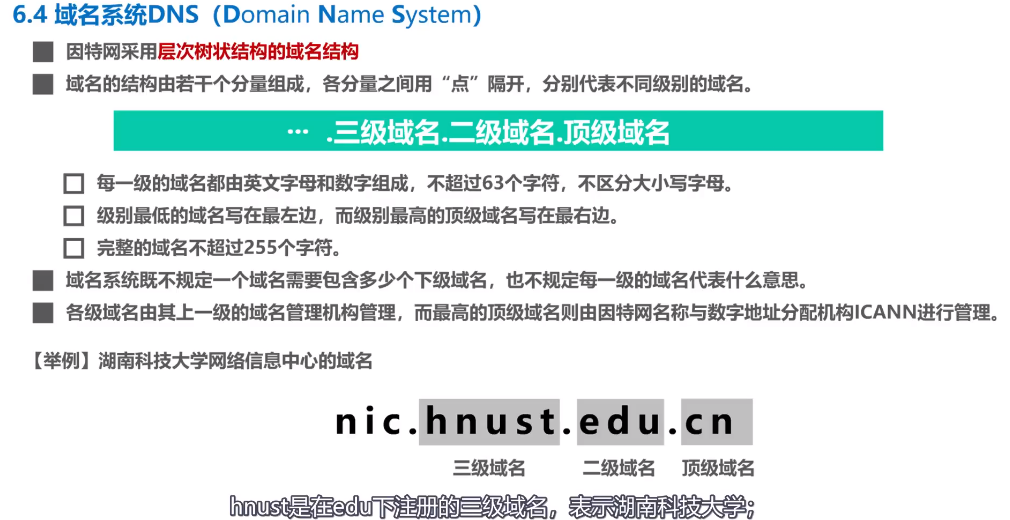 6.4 域名系统DNS（Domain Name System）
因特网采用层次树状结构的域名结构
域名的结构由若干个分量组成，各分量之间用“点”隔开，分别代表不同级别的域名。
… .三级域名.二级域名.顶级域名
每一级的域名都由英文字母和数字组成，不超过63个字符，不区分大小写字母。
级别最低的域名写在最左边，而级别最高的顶级域名写在最右边。
完整的域名不超过255个字符。
域名系统既不规定一个域名需要包含多少个下级域名，也不规定每一级的域名代表什么意思。
各级域名由其上一级的域名管理机构管理，而最高的顶级域名则由因特网名称与数字地址分配机构ICANN进行管理。
【举例】湖南科技大学网络信息中心的域名
nic.hnust.edu.cn
三级域名 二级域名 顶级域名
hnust是在edu下注册的三级域名，表示湖南科技大学；